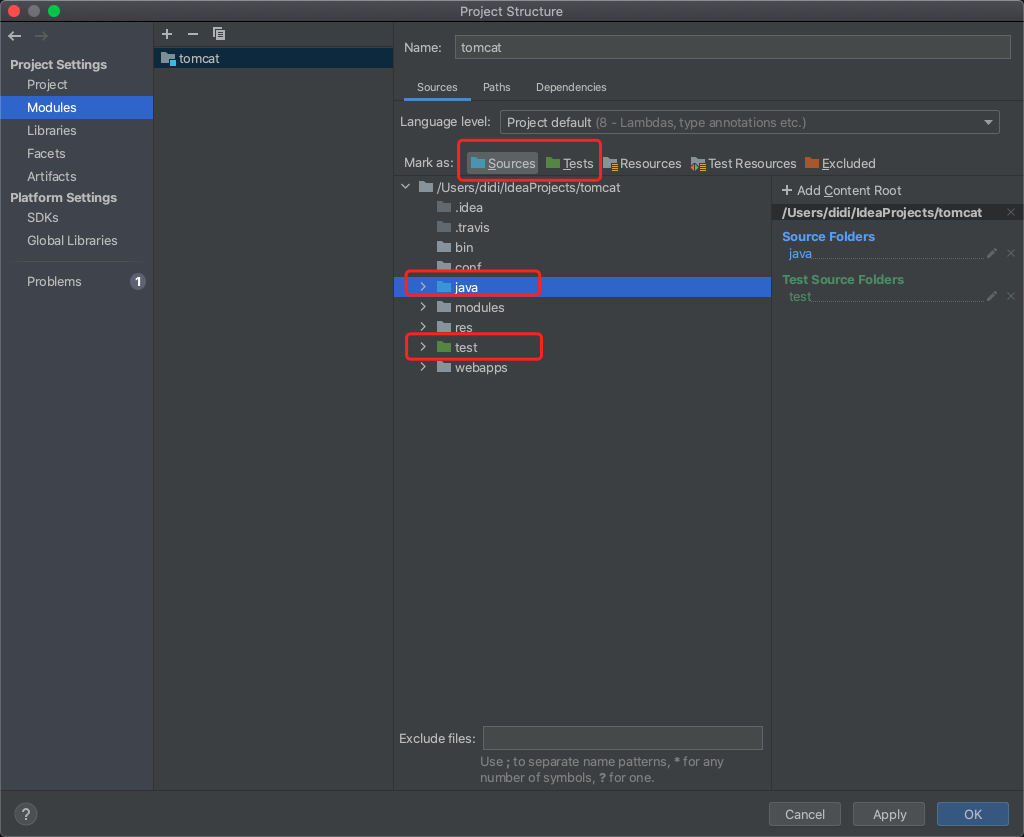 Project Structure
Project Settings
Project
Modules
Libraries
Facets
Artifacts
Platform Settings
SDKs
Global Libraries
Problems 1
tomcat
Name: tomcat
Sources Paths Dependencies
Language level: Project default (8 - Lambdas, type annotations etc.)
Mark as: Sources Tests Resources Test Resources Excluded
/Users/didi/IdeaProjects/tomcat
.idea
.travis
bin
conf
java
modules
res
test
webapps
+ Add Content Root
/Users/didi/IdeaProjects/tomcat
Source Folders
java
Test Source Folders
test
Exclude files:
Use ; to separate name patterns, * for any
number of symbols, ? for one.
? Cancel Apply OK